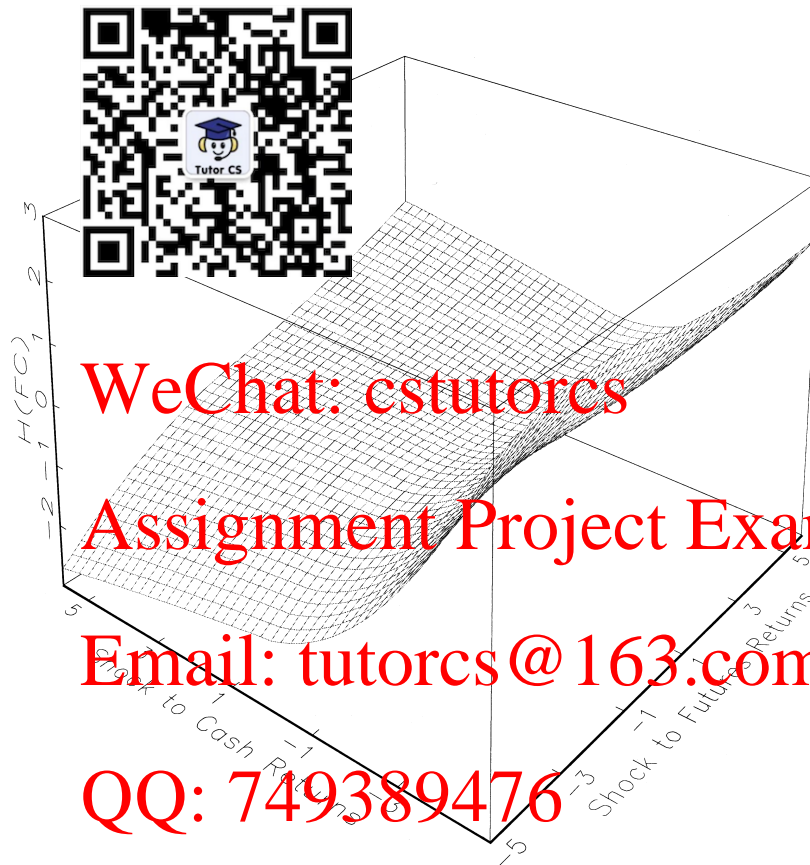 Tutor CS
3
2
1
0
-1
-2
H(FC)
WeChat: cstutorcs
Assignment Project Exam
Email: tutorcs@163.com
QQ: 749389476
5
3
1
-1
-3
Shock to Cash Returns
5
3
1
-1
-3
-5
Shock to Futures Returns